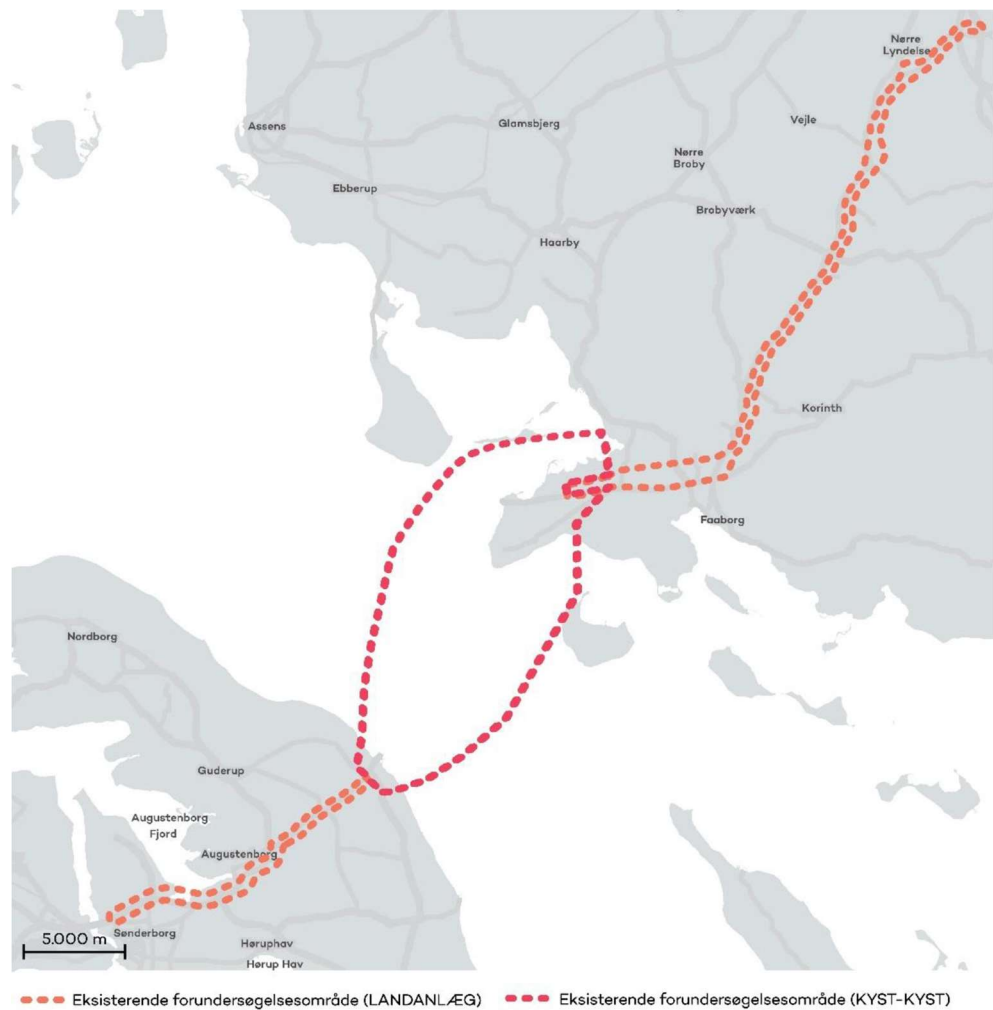 Nørre
Lyndelse
Assens
Glamsbjerg
Vejle
Nørre
Broby
Ebberup
Brobyværk
Haarby
Korinth
Faaborg
Nordborg
Guderup
Augustenborg
Fjord
Augustenborg
Sønderborg
Høruphav
Hørup Hav
5.000 m
Eksisterende forundersøgelsesområde (LANDANLÆG)
Eksisterende forundersøgelsesområde (KYST-KYST)